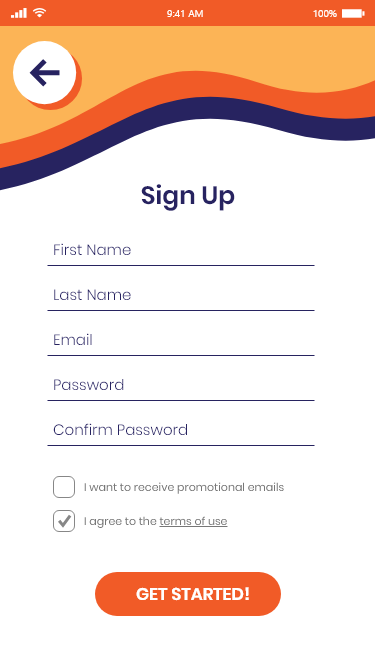 9:41 AM 100%
Sign Up
First Name
Last Name
Email
Password
Confirm Password
I want to receive promotional emails
I agree to the terms of use
GET STARTED!